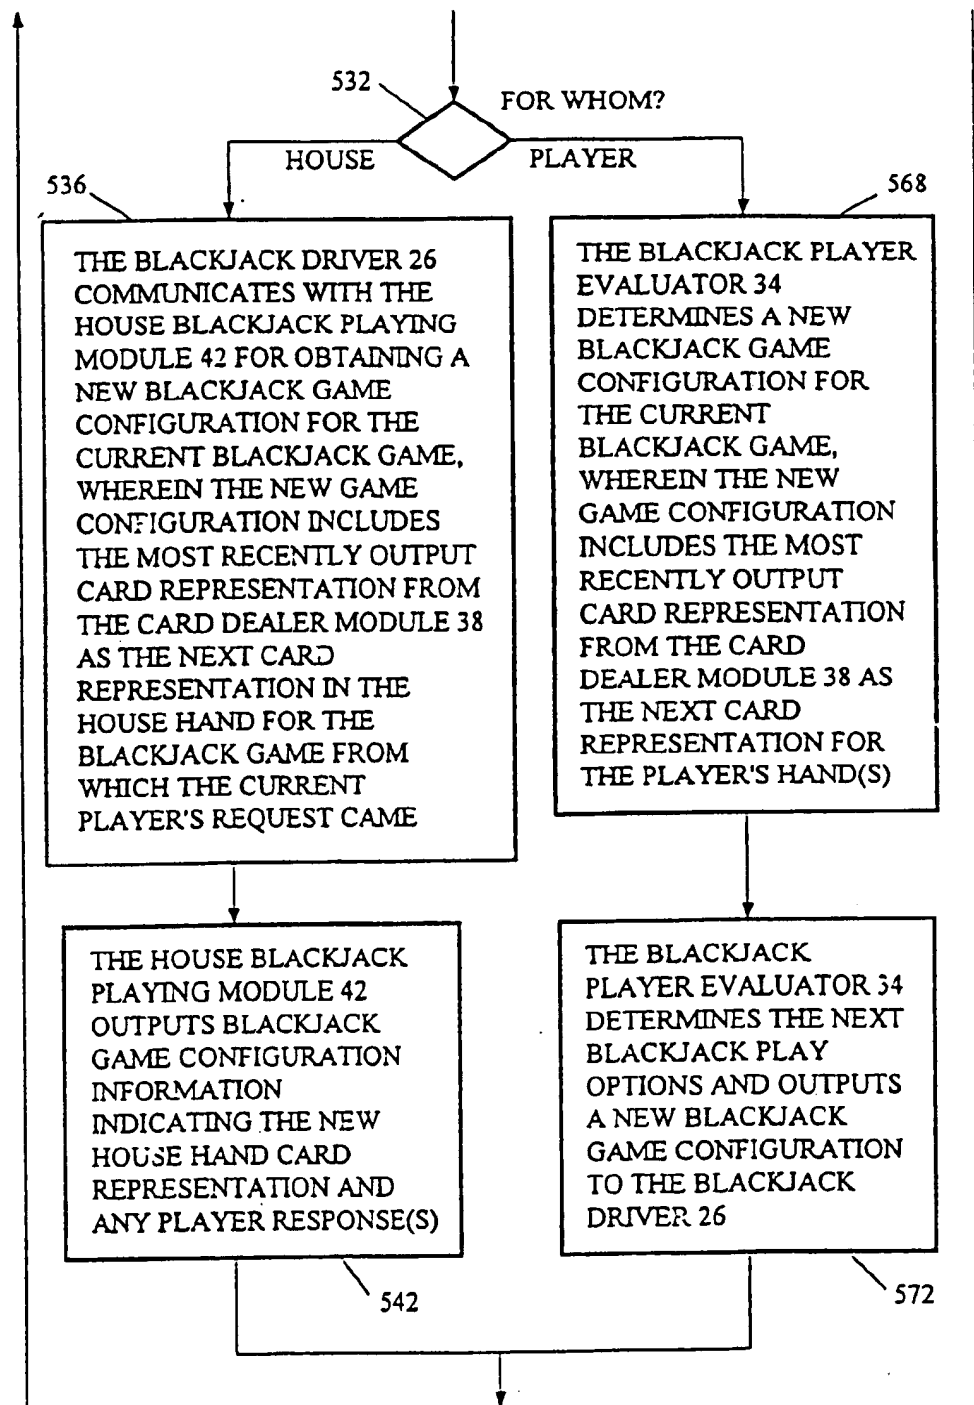 532
FOR WHOM?
HOUSE
PLAYER
536
THE BLACKJACK DRIVER 26
COMMUNICATES WITH THE
HOUSE BLACKJACK PLAYING
MODULE 42 FOR OBTAINING A
NEW BLACKJACK GAME
CONFIGURATION FOR THE
CURRENT BLACKJACK GAME,
WHEREIN THE NEW GAME
CONFIGURATION INCLUDES
THE MOST RECENTLY OUTPUT
CARD REPRESENTATION FROM
THE CARD DEALER MODULE 38
AS THE NEXT CARD
REPRESENTATION IN THE
HOUSE HAND FOR THE
BLACKJACK GAME FROM
WHICH THE CURRENT
PLAYER'S REQUEST CAME
568
THE BLACKJACK PLAYER
EVALUATOR 34
DETERMINES A NEW
BLACKJACK GAME
CONFIGURATION FOR
THE CURRENT
BLACKJACK GAME,
WHEREIN THE NEW
GAME CONFIGURATION
INCLUDES THE MOST
RECENTLY OUTPUT
CARD REPRESENTATION
FROM THE CARD
DEALER MODULE 38 AS
THE NEXT CARD
REPRESENTATION FOR
THE PLAYER'S HAND(S)
THE HOUSE BLACKJACK
PLAYING MODULE 42
OUTPUTS BLACKJACK
GAME CONFIGURATION
INFORMATION
INDICATING THE NEW
HOUSE HAND CARD
REPRESENTATION AND
ANY PLAYER RESPONSE(S)
542
THE BLACKJACK
PLAYER EVALUATOR 34
DETERMINES THE NEXT
BLACKJACK PLAY
OPTIONS AND OUTPUTS
A NEW BLACKJACK
GAME CONFIGURATION
TO THE BLACKJACK
DRIVER 26
572